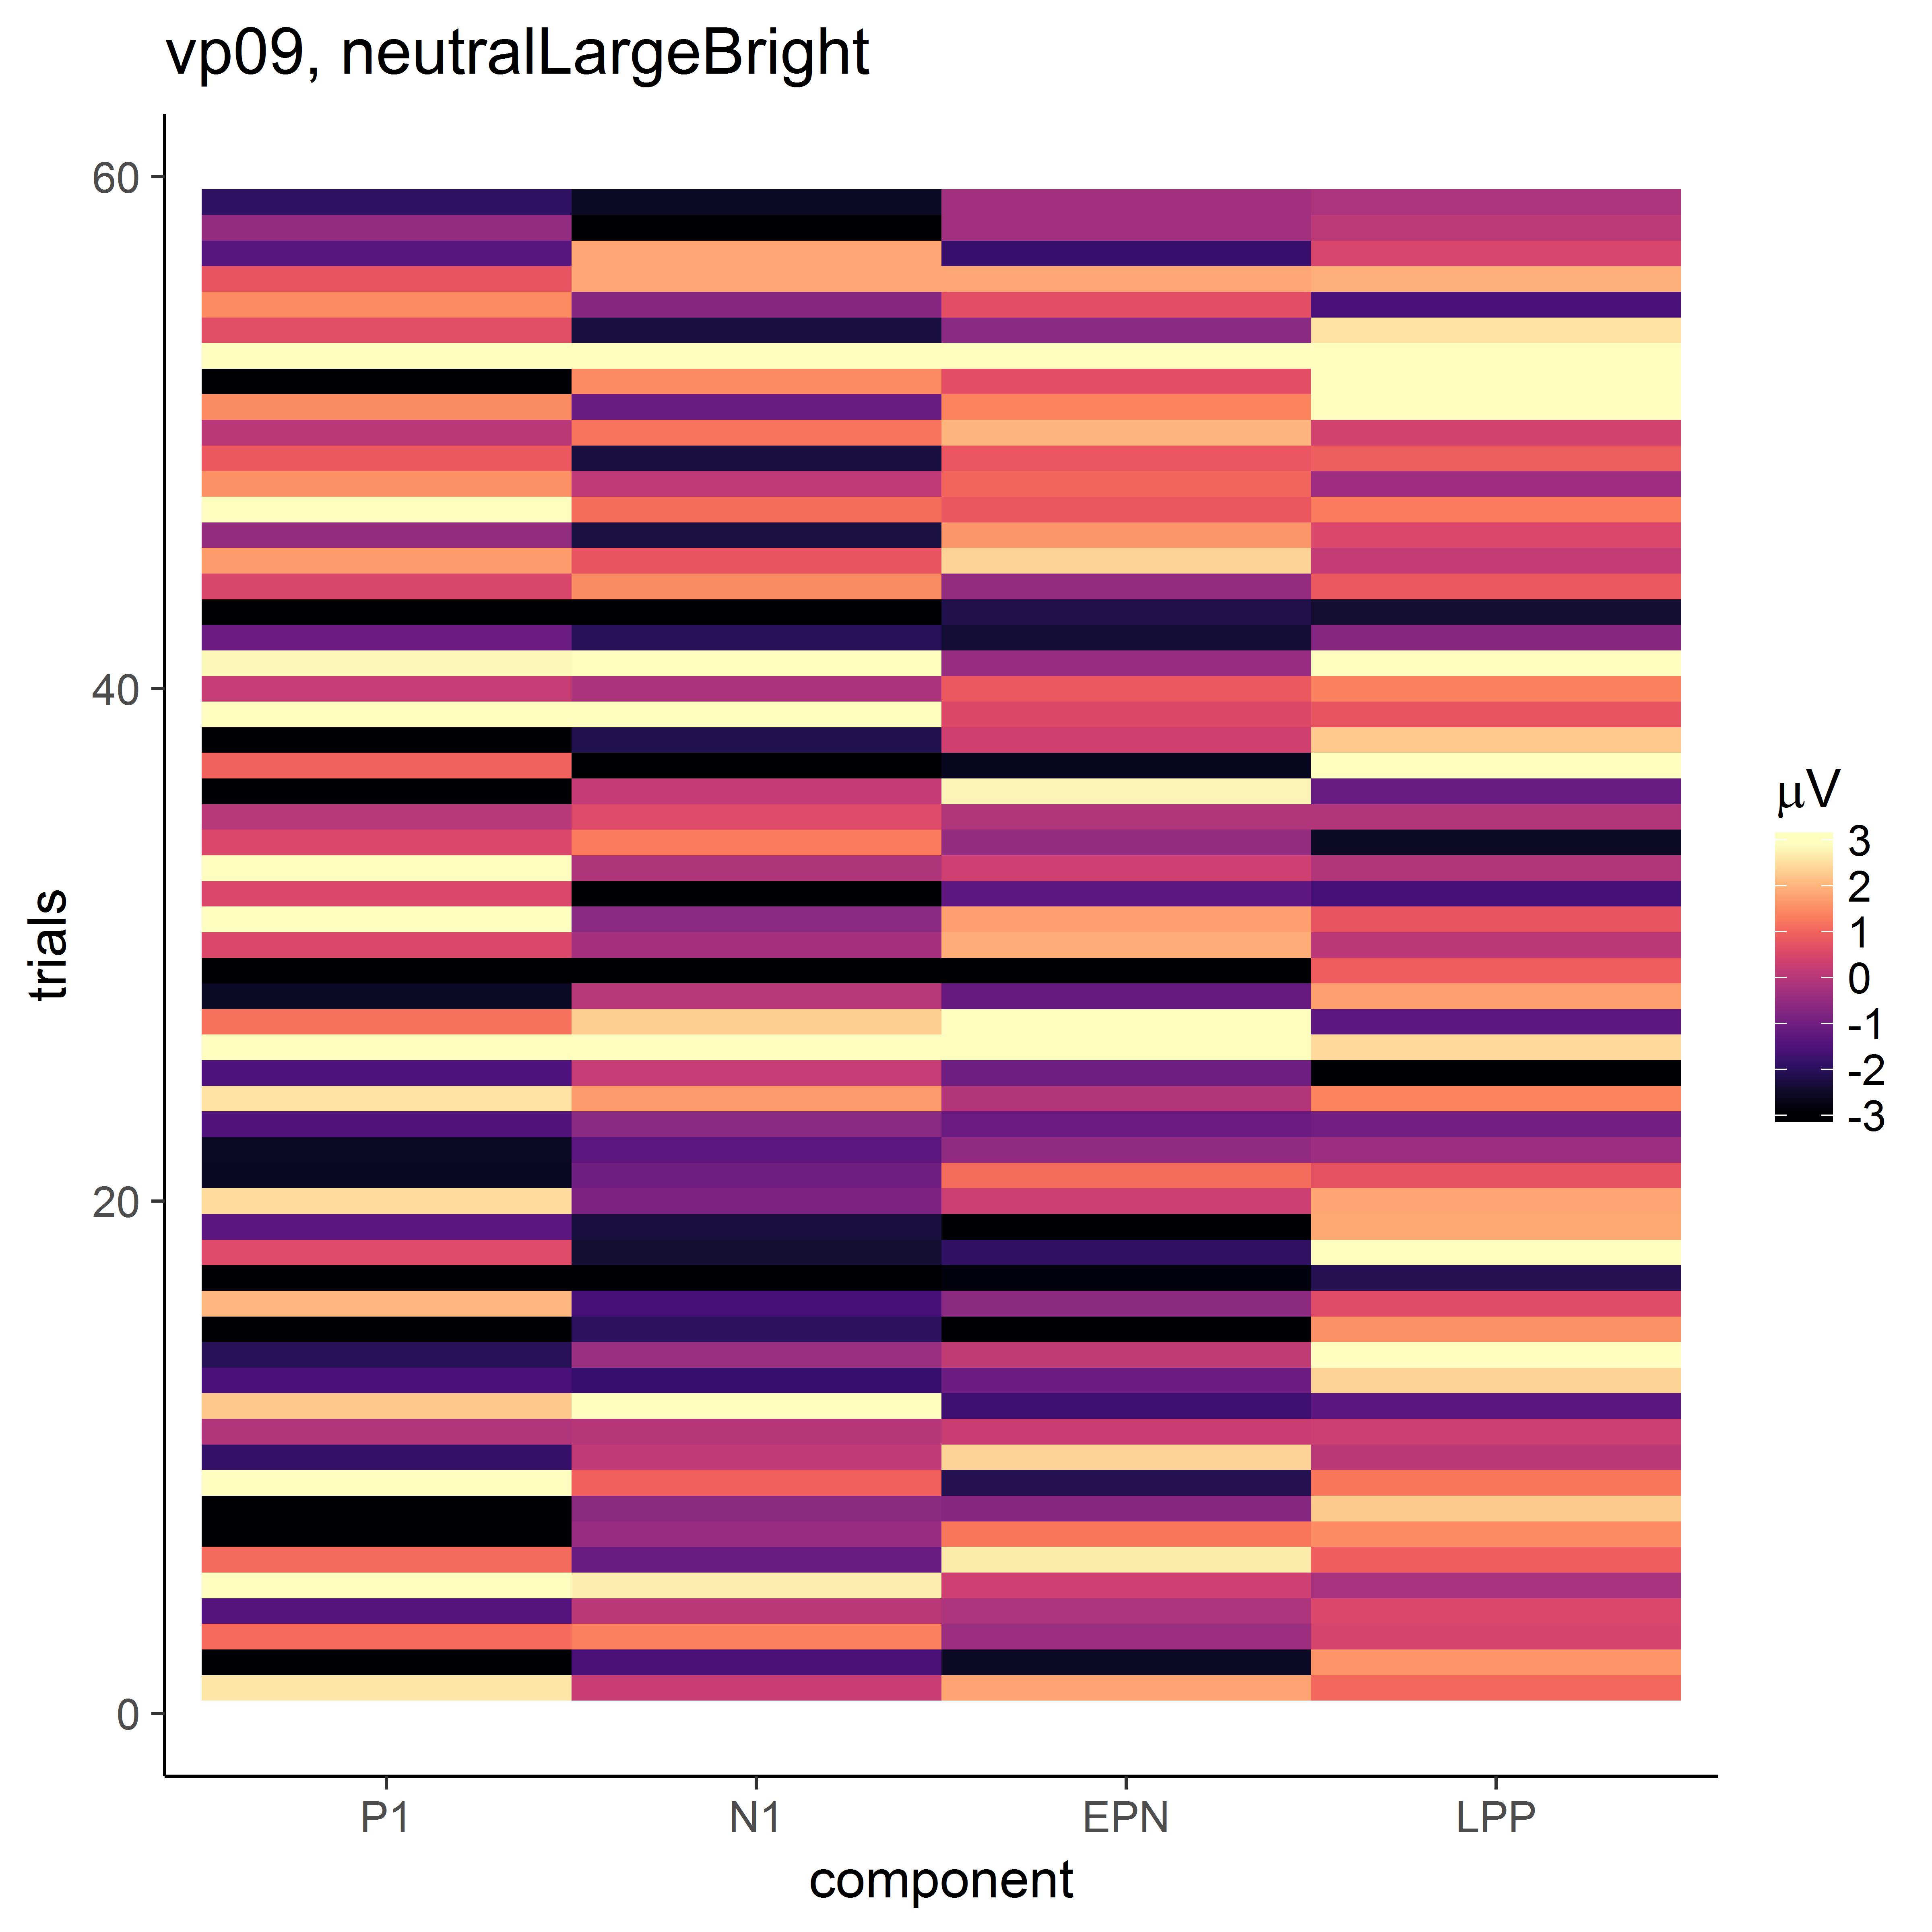 vp09, neutralLargeBright
60
40
20
0
trials
P1 N1 EPN LPP
component
μV
3
2
1
0
-1
-2
-3